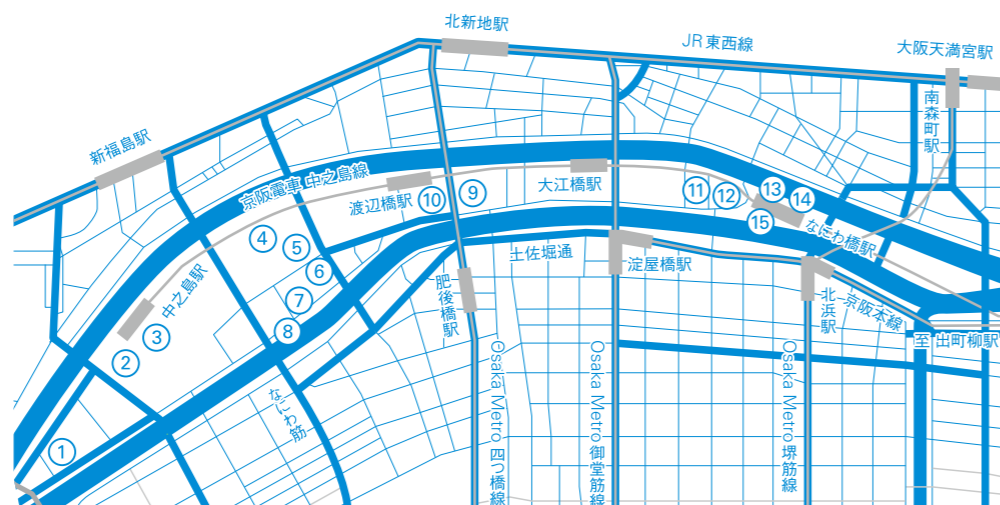 北新地駅
JR東西線
大阪天満宮駅
南森町駅
新福島駅
京阪電車 中之島線
渡辺橋駅
⑩
⑨
大江橋駅
⑪
⑫
⑬
⑭
⑮
なにわ橋駅
④
⑤
⑥
⑦
⑧
中之島駅
③
②
①
土佐堀通
淀屋橋駅
肥後橋駅
北浜駅
京阪本線
至 出町柳駅
なにわ筋
Osaka Metro 四つ橋線
Osaka Metro 御堂筋線
Osaka Metro 堺筋線